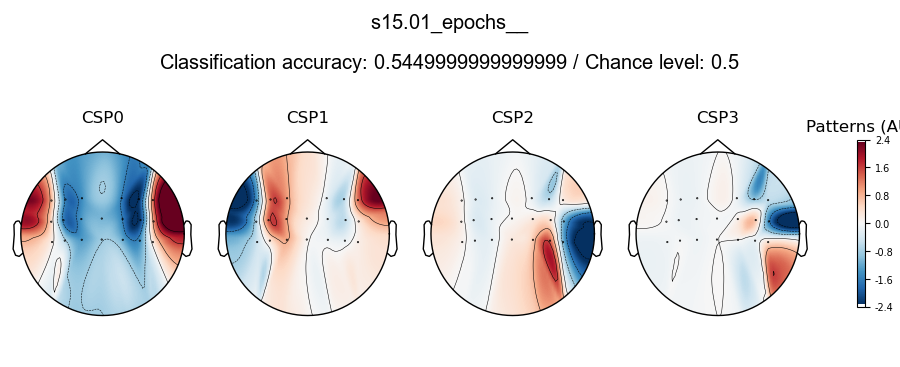 s15.01_epochs__
Classification accuracy: 0.5449999999999999 / Chance level: 0.5
CSP0 CSP1 CSP2 CSP3
Patterns (AU
2.4
1.6
0.8
0.0
-0.8
-1.6
-2.4